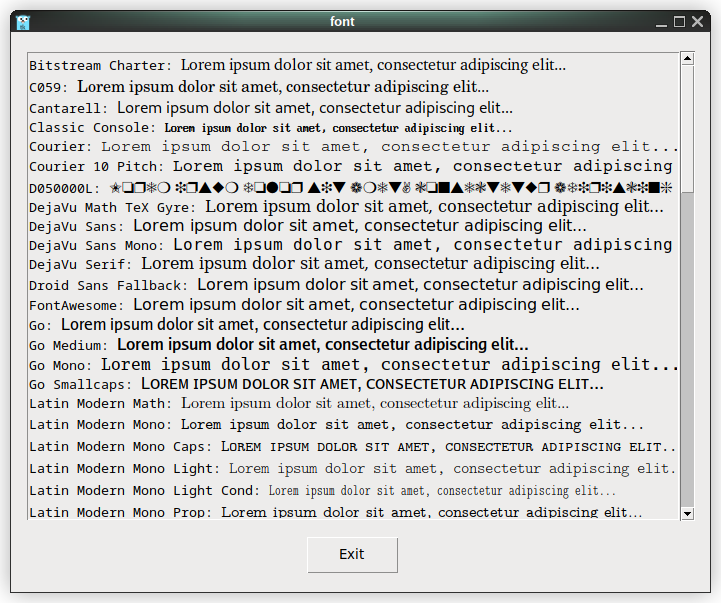 font
Bitstream Charter: Lorem ipsum dolor sit amet, consectetur adipiscing elit...
C059: Lorem ipsum dolor sit amet, consectetur adipiscing elit...
Cantarell: Lorem ipsum dolor sit amet, consectetur adipiscing elit...
Classic Console: Lorem ipsum dolor sit amet, consectetur adipiscing elit...
Courier: Lorem ipsum dolor sit amet, consectetur adipiscing elit...
Courier 10 Pitch: Lorem ipsum dolor sit amet, consectetur adipiscing
D050000L:
DejaVu Math TeX Gyre: Lorem ipsum dolor sit amet, consectetur adipiscing elit...
DejaVu Sans: Lorem ipsum dolor sit amet, consectetur adipiscing elit...
DejaVu Sans Mono: Lorem ipsum dolor sit amet, consectetur adipiscing
DejaVu Serif: Lorem ipsum dolor sit amet, consectetur adipiscing elit...
Droid Sans Fallback: Lorem ipsum dolor sit amet, consectetur adipiscing elit...
FontAwesome: Lorem ipsum dolor sit amet, consectetur adipiscing elit...
Go: Lorem ipsum dolor sit amet, consectetur adipiscing elit...
Go Medium: Lorem ipsum dolor sit amet, consectetur adipiscing elit...
Go Mono: Lorem ipsum dolor sit amet, consectetur adipiscing elit...
Go Smallcaps: LOREM IPSUM DOLOR SIT AMET, CONSECTETUR ADIPISCING ELIT...
Latin Modern Math: Lorem ipsum dolor sit amet, consectetur adipiscing elit...
Latin Modern Mono: Lorem ipsum dolor sit amet, consectetur adipiscing elit...
Latin Modern Mono Caps: LOREM IPSUM DOLOR SIT AMET, CONSECTETUR ADIPISCING ELIT..
Latin Modern Mono Light: Lorem ipsum dolor sit amet, consectetur adipiscing elit.
Latin Modern Mono Light Cond: Lorem ipsum dolor sit amet, consectetur adipiscing elit...
Latin Modern Mono Prop: Lorem ipsum dolor sit amet, consectetur adipiscing elit...
Exit